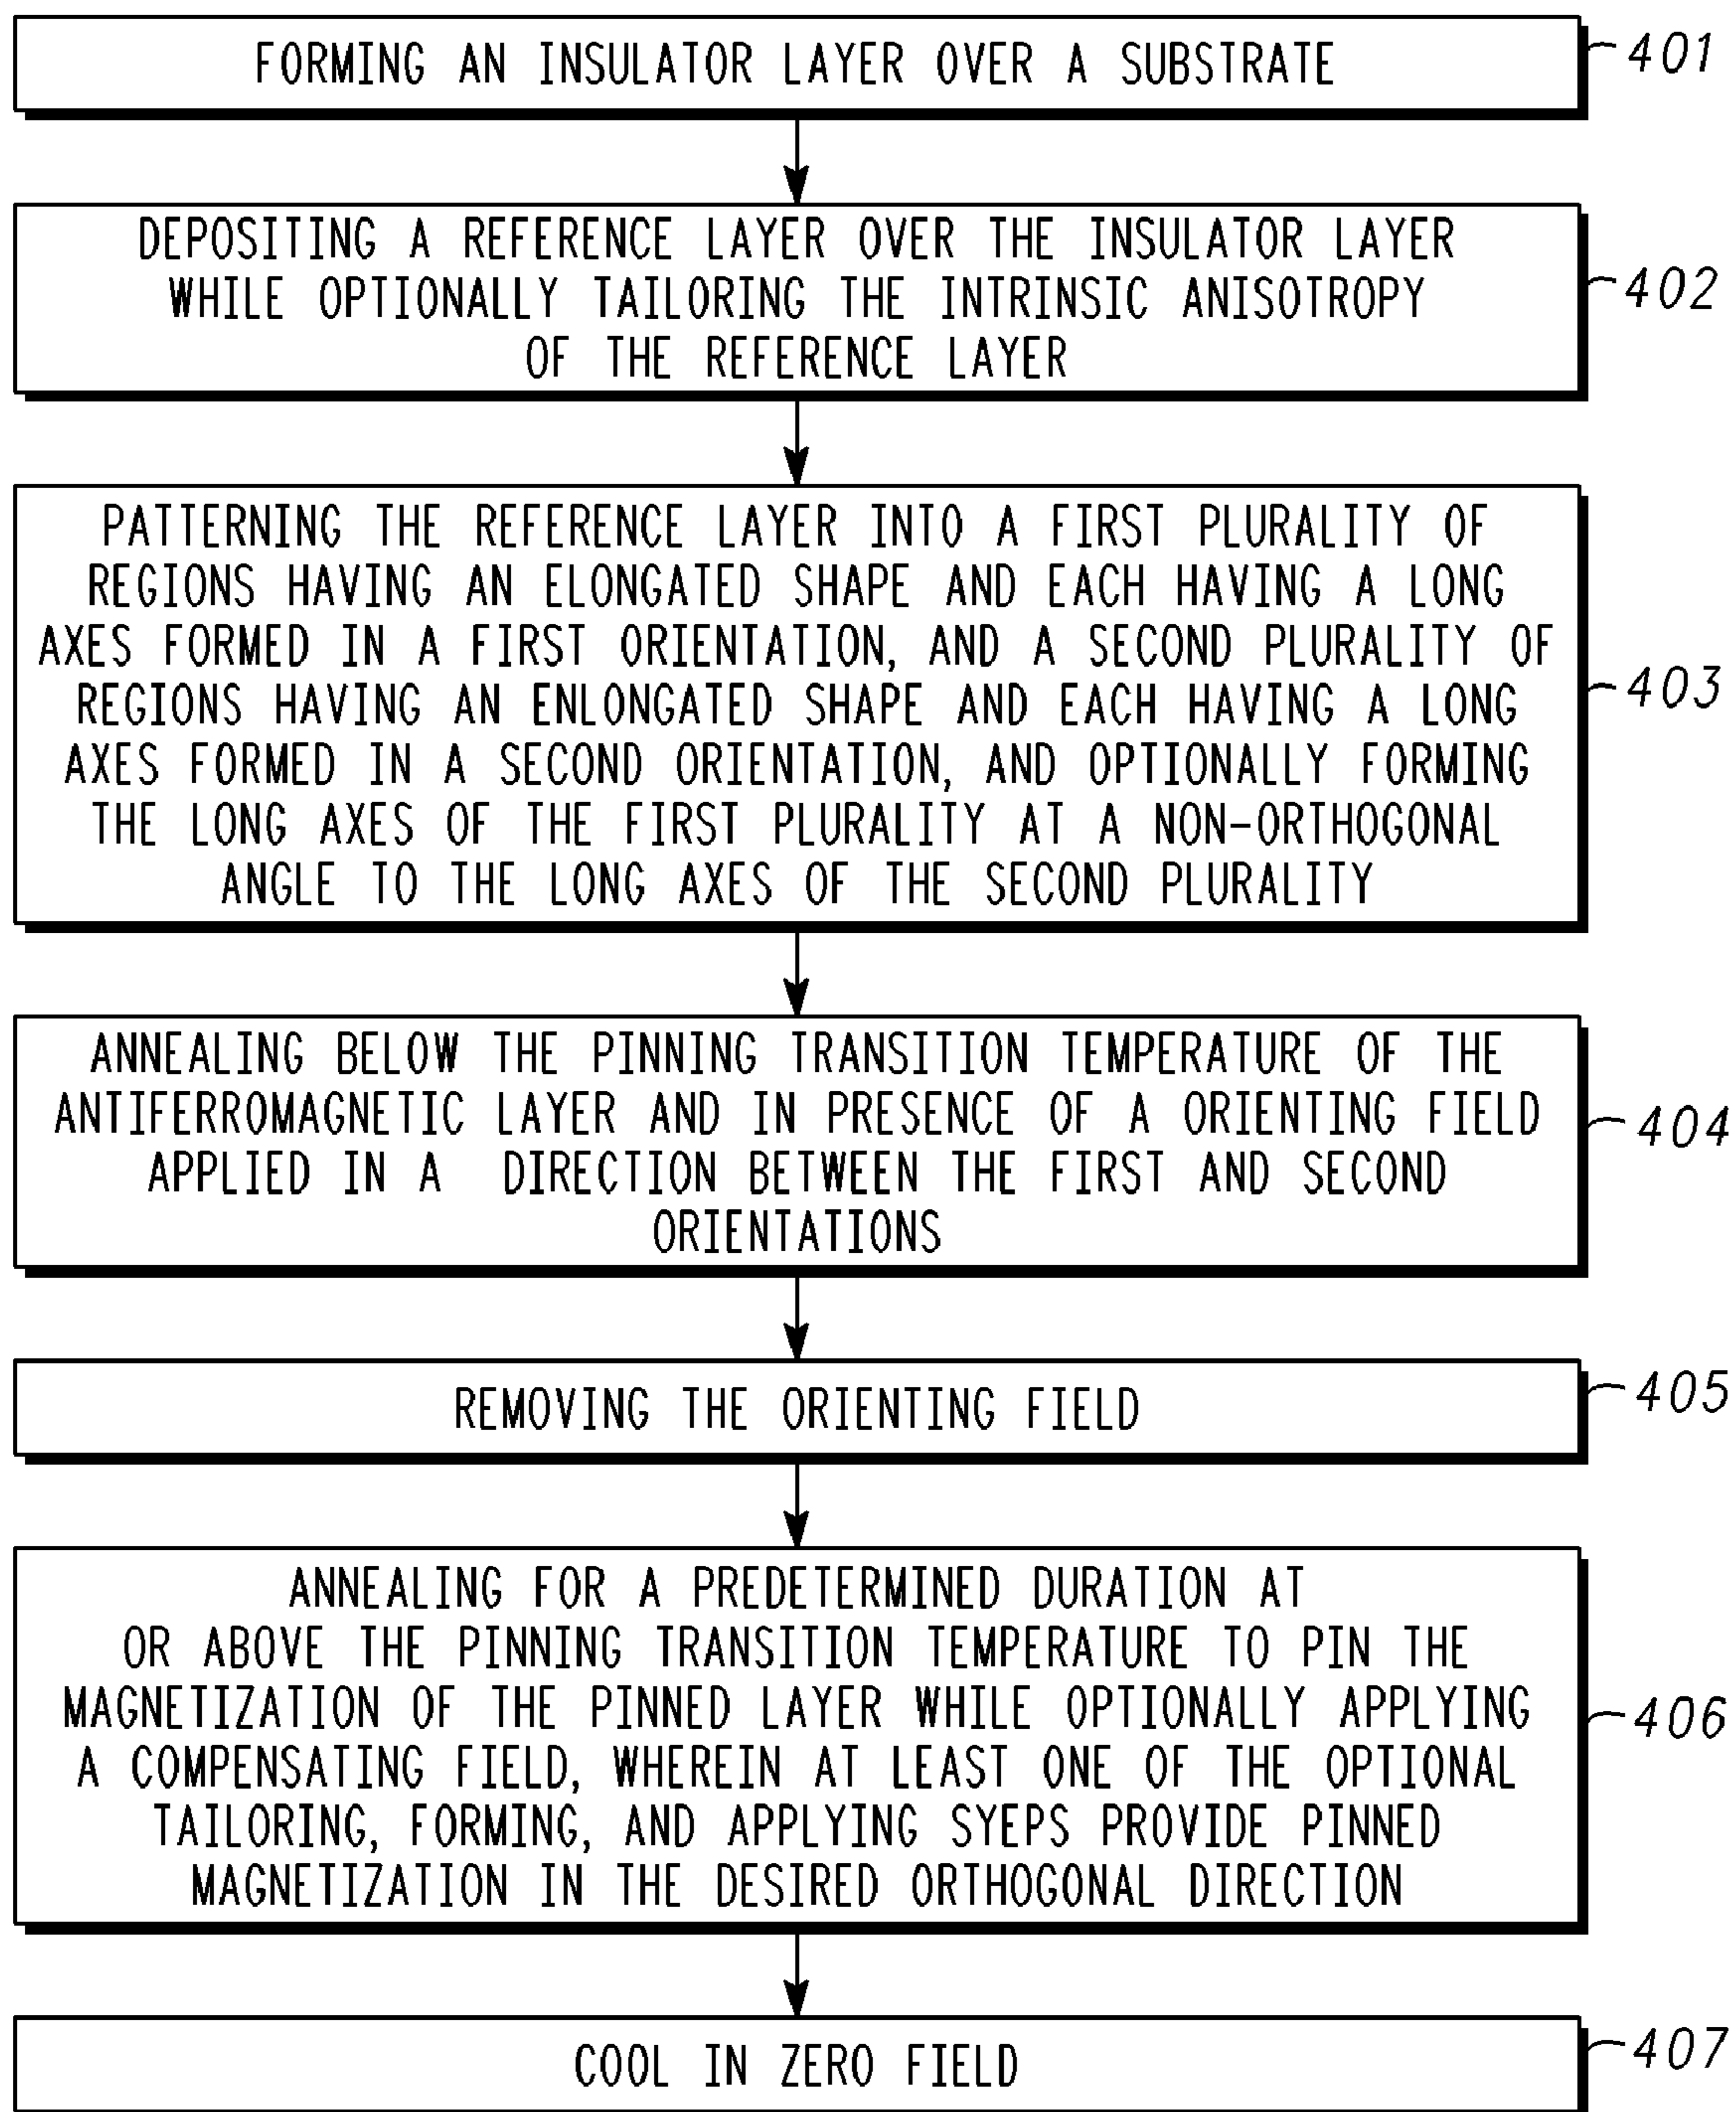 FORMING AN INSULATOR LAYER OVER A SUBSTRATE
401
DEPOSITING A REFERENCE LAYER OVER THE INSULATOR LAYER
WHILE OPTIONALLY TAILORING THE INTRINSIC ANISOTROPY
OF THE REFERENCE LAYER
402
PATTERNING THE REFERENCE LAYER INTO A FIRST PLURALITY OF
REGIONS HAVING AN ELONGATED SHAPE AND EACH HAVING A LONG
AXES FORMED IN A FIRST ORIENTATION, AND A SECOND PLURALITY OF
REGIONS HAVING AN ENLONGATED SHAPE AND EACH HAVING A LONG
AXES FORMED IN A SECOND ORIENTATION, AND OPTIONALLY FORMING
THE LONG AXES OF THE FIRST PLURALITY AT A NON-ORTHOGONAL
ANGLE TO THE LONG AXES OF THE SECOND PLURALITY
403
ANNEALING BELOW THE PINNING TRANSITION TEMPERATURE OF THE
ANTIFERROMAGNETIC LAYER AND IN PRESENCE OF A ORIENTING FIELD
APPLIED IN A DIRECTION BETWEEN THE FIRST AND SECOND
ORIENTATIONS
404
REMOVING THE ORIENTING FIELD
405
ANNEALING FOR A PREDETERMINED DURATION AT
OR ABOVE THE PINNING TRANSITION TEMPERATURE TO PIN THE
MAGNETIZATION OF THE PINNED LAYER WHILE OPTIONALLY APPLYING
A COMPENSATING FIELD, WHEREIN AT LEAST ONE OF THE OPTIONAL
TAILORING, FORMING, AND APPLYING SYEPS PROVIDE PINNED
MAGNETIZATION IN THE DESIRED ORTHOGONAL DIRECTION
406
COOL IN ZERO FIELD
407